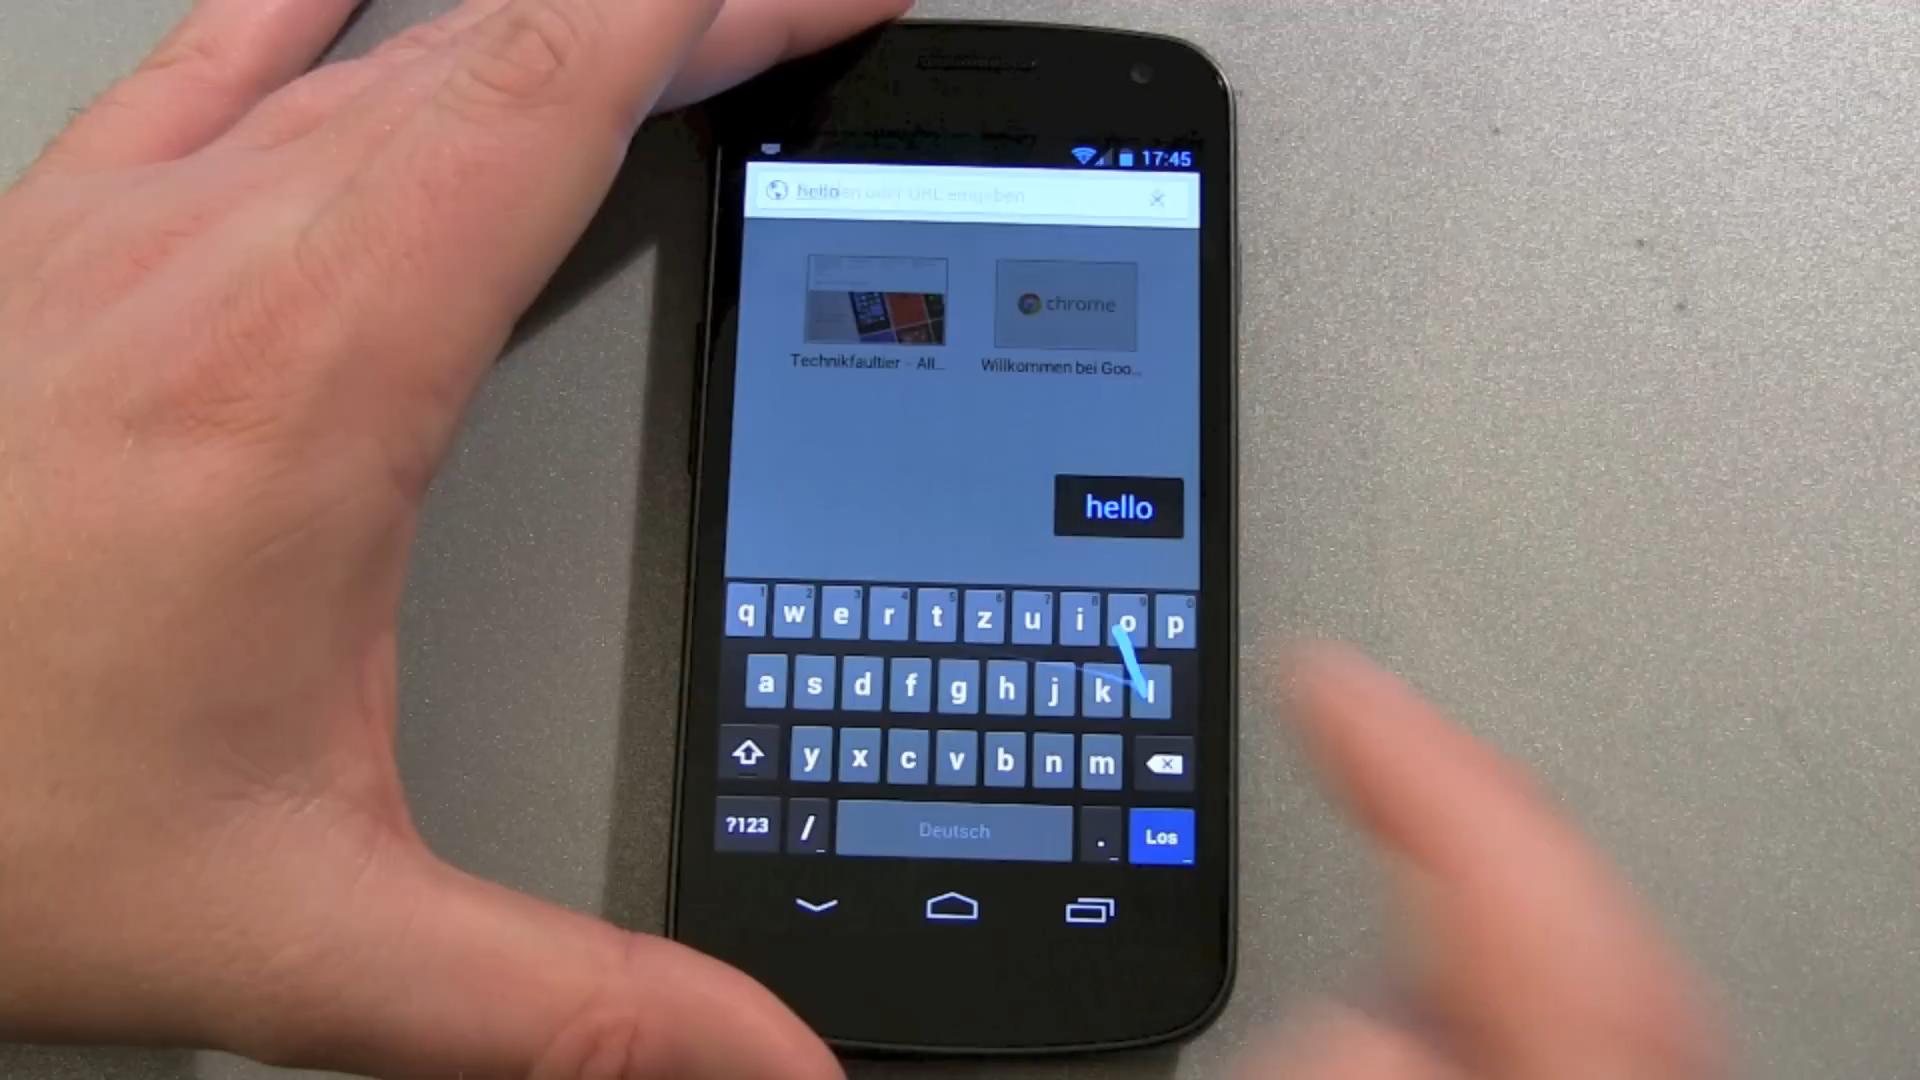 17:45
hello
chrome
Technikfaultier - All...
Willkommen bei Goo...
hello
q w e r t z u i o p
a s d f g h j k l
y x c v b n m
?123 / Deutsch . Los